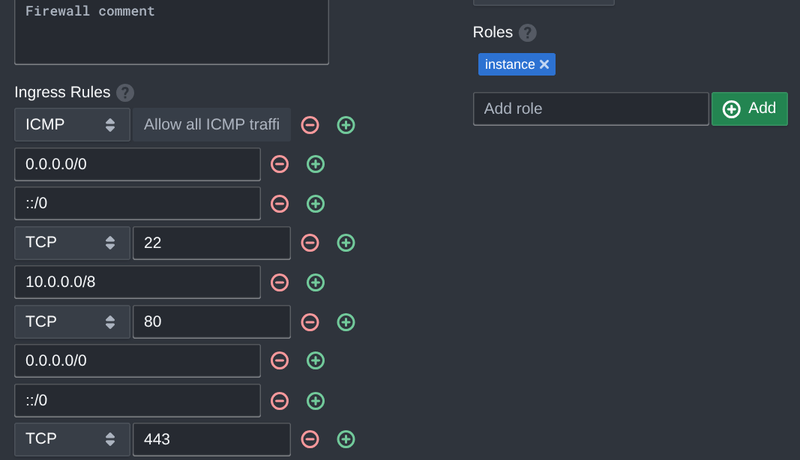 Firewall comment
Roles ?
instance ×
Ingress Rules ?
Add role
Add
ICMP
Allow all ICMP traffi
0.0.0.0/0
::/0
TCP
22
10.0.0.0/8
TCP
80
0.0.0.0/0
::/0
TCP
443